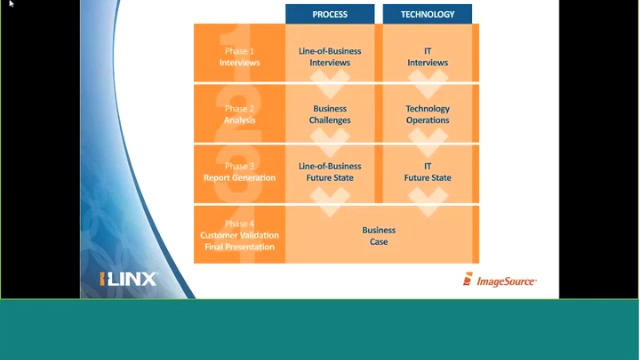 PROCESS
TECHNOLOGY
Phase 1
Interviews
Line-of-Business
Interviews
IT
Interviews
Phase 2
Analysis
Business
Challenges
Technology
Operations
Phase 3
Report Generation
Line-of-Business
Future State
IT
Future State
Phase 4
Customer Validation
Final Presentation
Business
Case
ILINX
ImageSource